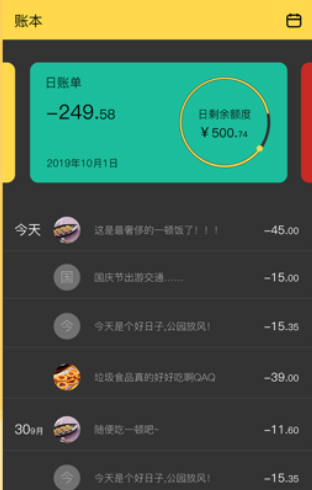 账本
日账单
-249.58
日剩余额度
¥ 500.74
2019年10月1日
今天 这是最奢侈的一顿饭了！！！ -45.00
国 国庆节出游交通...... -15.00
今 今天是个好日子,公园放风! -15.35
垃圾食品真的好好吃啊QAQ -39.00
30 9月 随便吃一顿吧~ -11.60
今 今天是个好日子,公园放风! -15.35